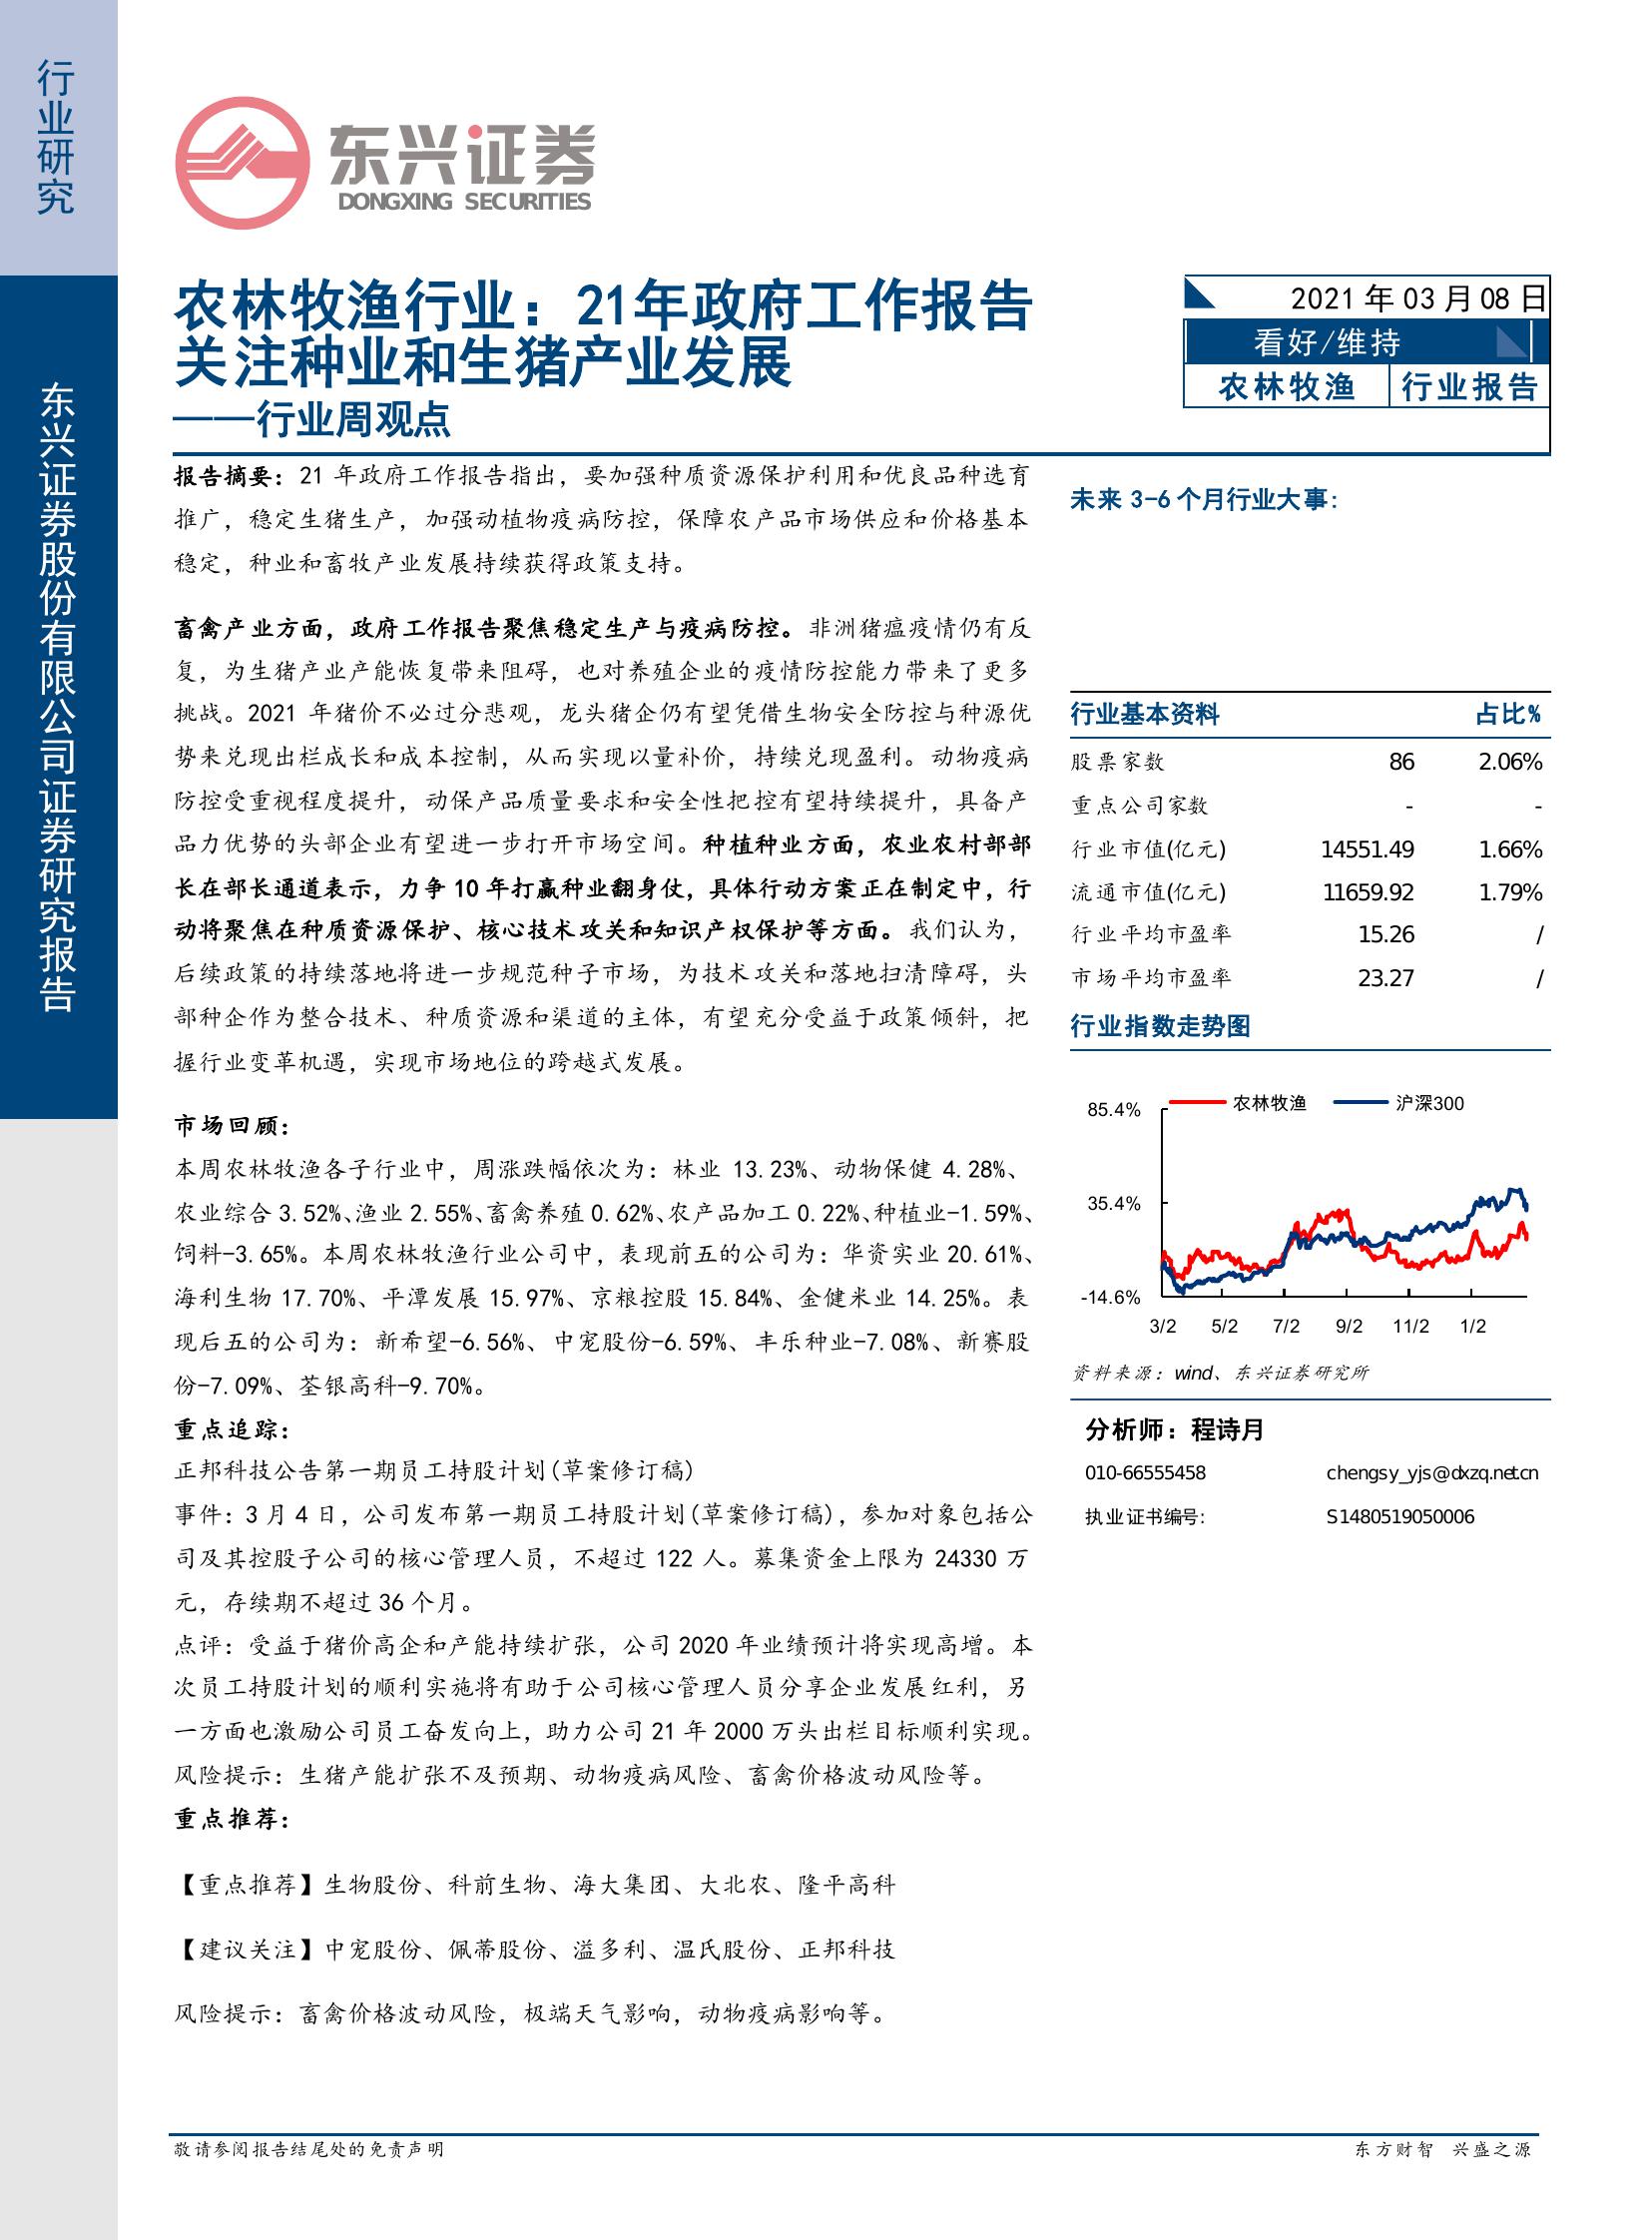 行业研究
东兴证券股份有限公司证券研究报告
东兴证券
DONGXING SECURITIES
农林牧渔行业：21年政府工作报告
关注种业和生猪产业发展
——行业周观点
2021 年 03 月 08 日
看好/维持
农林牧渔 行业报告
报告摘要：21 年政府工作报告指出，要加强种质资源保护利用和优良品种选育
推广，稳定生猪生产，加强动植物疫病防控，保障农产品市场供应和价格基本
稳定，种业和畜牧产业发展持续获得政策支持。
畜禽产业方面，政府工作报告聚焦稳定生产与疫病防控。非洲猪瘟疫情仍有反
复，为生猪产业产能恢复带来阻碍，也对养殖企业的疫情防控能力带来了更多
挑战。2021 年猪价不必过分悲观，龙头猪企仍有望凭借生物安全防控与种源优
势来兑现出栏成长和成本控制，从而实现以量补价，持续兑现盈利。动物疫病
防控受重视程度提升，动保产品质量要求和安全性把控有望持续提升，具备产
品力优势的头部企业有望进一步打开市场空间。种植种业方面，农业农村部部
长在部长通道表示，力争 10 年打赢种业翻身仗，具体行动方案正在制定中，行
动将聚焦在种质资源保护、核心技术攻关和知识产权保护等方面。我们认为，
后续政策的持续落地将进一步规范种子市场，为技术攻关和落地扫清障碍，头
部种企作为整合技术、种质资源和渠道的主体，有望充分受益于政策倾斜，把
握行业变革机遇，实现市场地位的跨越式发展。
市场回顾：
本周农林牧渔各子行业中，周涨跌幅依次为：林业 13.23%、动物保健 4.28%、
农业综合 3.52%、渔业 2.55%、畜禽养殖 0.62%、农产品加工 0.22%、种植业-1.59%、
饲料-3.65%。本周农林牧渔行业公司中，表现前五的公司为：华资实业 20.61%、
海利生物 17.70%、平潭发展 15.97%、京粮控股 15.84%、金健米业 14.25%。表
现后五的公司为：新希望-6.56%、中宠股份-6.59%、丰乐种业-7.08%、新赛股
份-7.09%、荃银高科-9.70%。
重点追踪：
正邦科技公告第一期员工持股计划(草案修订稿)
事件：3 月 4 日，公司发布第一期员工持股计划(草案修订稿)，参加对象包括公
司及其控股子公司的核心管理人员，不超过 122 人。募集资金上限为 24330 万
元，存续期不超过 36 个月。
点评：受益于猪价高企和产能持续扩张，公司 2020 年业绩预计将实现高增。本
次员工持股计划的顺利实施将有助于公司核心管理人员分享企业发展红利，另
一方面也激励公司员工奋发向上，助力公司 21 年 2000 万头出栏目标顺利实现。
风险提示：生猪产能扩张不及预期、动物疫病风险、畜禽价格波动风险等。
重点推荐：
【重点推荐】生物股份、科前生物、海大集团、大北农、隆平高科
【建议关注】中宠股份、佩蒂股份、溢多利、温氏股份、正邦科技
风险提示：畜禽价格波动风险，极端天气影响，动物疫病影响等。
未来 3-6 个月行业大事:
行业基本资料 占比%
股票家数 86 2.06%
重点公司家数 - -
行业市值(亿元) 14551.49 1.66%
流通市值(亿元) 11659.92 1.79%
行业平均市盈率 15.26 /
市场平均市盈率 23.27 /
行业指数走势图
农林牧渔 沪深300
85.4%
35.4%
-14.6%
3/2 5/2 7/2 9/2 11/2 1/2
资料来源：wind、东兴证券研究所
分析师：程诗月
010-66555458 chengsy_yjs@dxzq.net.cn
执业证书编号: S1480519050006
敬请参阅报告结尾处的免责声明
东方财智 兴盛之源